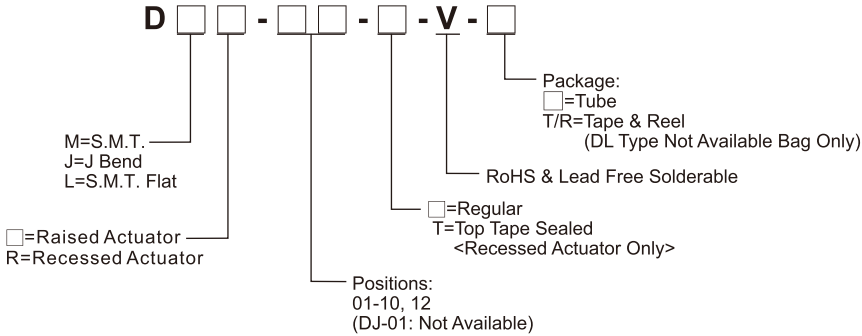 D□□-□□-□-V-□
Package:
□=Tube
T/R=Tape & Reel
(DL Type Not Available Bag Only)
M=S.M.T.
J=J Bend
L=S.M.T. Flat
RoHS & Lead Free Solderable
□=Regular
T=Top Tape Sealed
<Recessed Actuator Only>
□=Raised Actuator
R=Recessed Actuator
Positions:
01-10, 12
(DJ-01: Not Available)